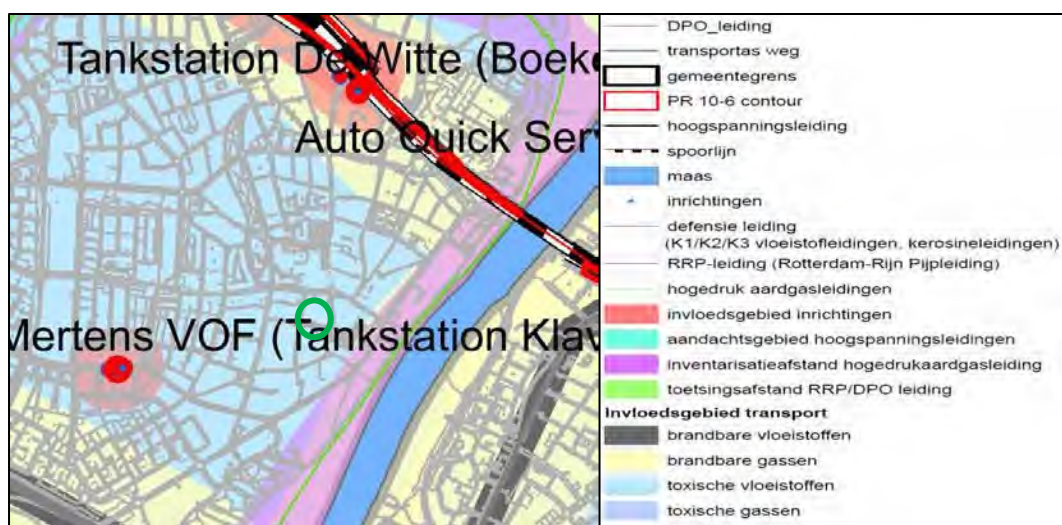 Tankstation De Witte (Boeke
Auto Quick Ser
Mertens VOF (Tankstation Klav
DPO_leiding
transportas weg
gemeentegrens
PR 10-6 contour
hoogspanningsleiding
spoorlijn
maas
inrichtingen
defensie leiding
(K1/K2/K3 vloeistofleidingen, kerosineleidingen)
RRP-leiding (Rotterdam-Rijn Pijpleiding)
hogedruk aardgasleidingen
invloedsgebied inrichtingen
aandachtsgebied hoogspanningsleidingen
inventarisatieafstand hogedrukaardgasleiding
toetsingsafstand RRP/DPO leiding
Invloedsgebied transport
brandbare vloeistoffen
brandbare gassen
toxische vloeistoffen
toxische gassen